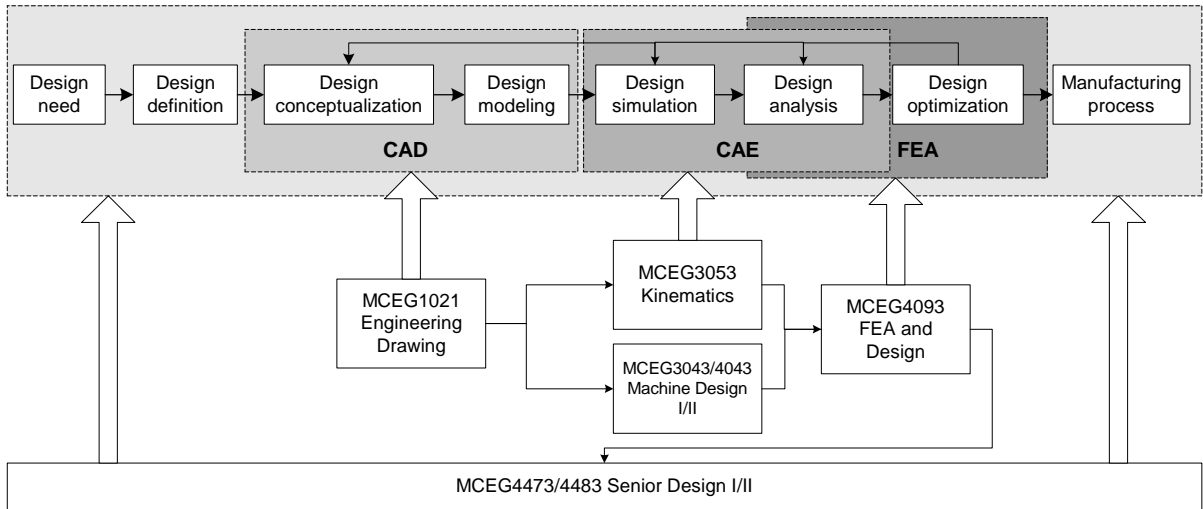 Design
need
Design
definition
Design
conceptualization
Design
modeling
Design
simulation
Design
analysis
Design
optimization
Manufacturing
process
CAD
CAE
FEA
MCEG1021
Engineering
Drawing
MCEG3053
Kinematics
MCEG3043/4043
Machine Design
I/II
MCEG4093
FEA and
Design
MCEG4473/4483 Senior Design I/II